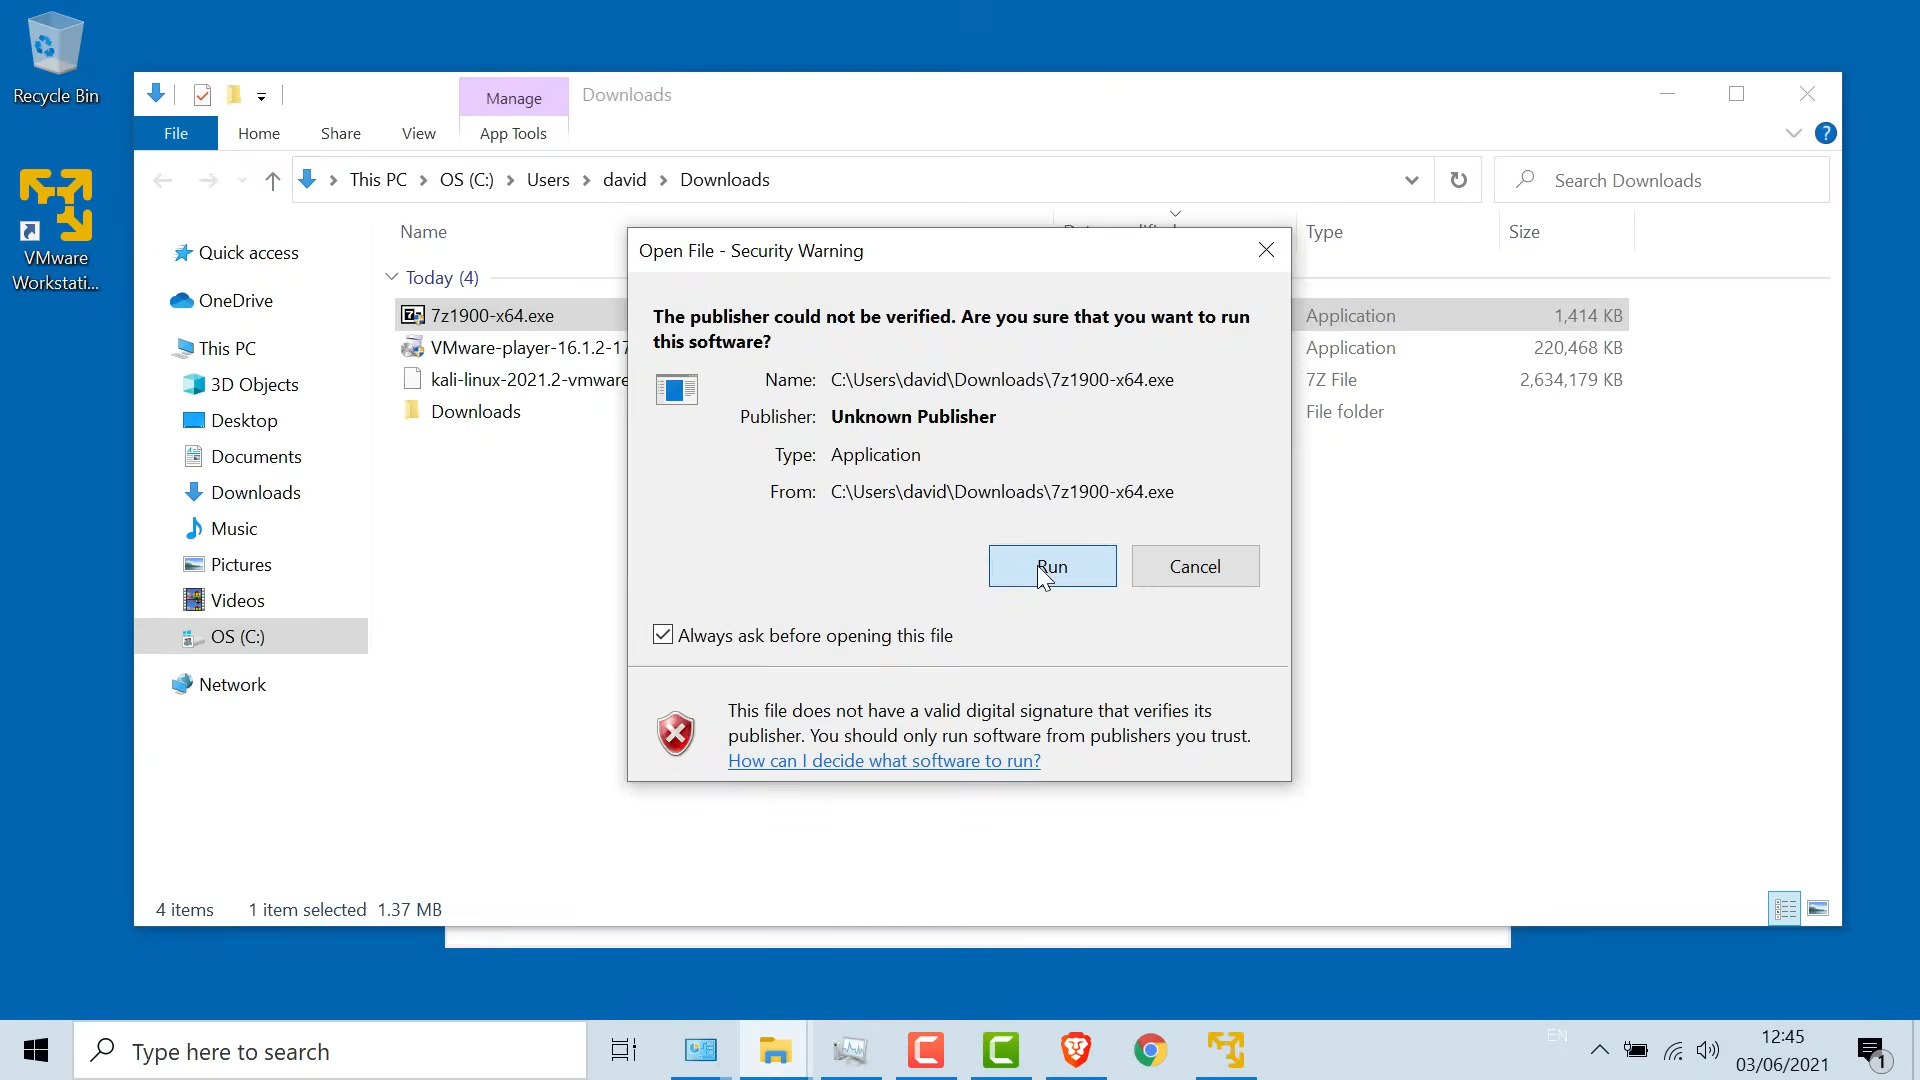 Recycle Bin
VMware
Workstati...
Manage
Downloads
File
Home
Share
View
App Tools
This PC
OS (C:)
Users
david
Downloads
Search Downloads
Name
Type
Size
Quick access
OneDrive
This PC
3D Objects
Desktop
Documents
Downloads
Music
Pictures
Videos
OS (C:)
Network
Today (4)
7z1900-x64.exe
Application
1,414 KB
VMware-player-16.1.2-17
Application
220,468 KB
kali-linux-2021.2-vmware
7Z File
2,634,179 KB
Downloads
File folder
Open File - Security Warning
The publisher could not be verified. Are you sure that you want to run
this software?
Name: C:\Users\david\Downloads\7z1900-x64.exe
Publisher: Unknown Publisher
Type: Application
From: C:\Users\david\Downloads\7z1900-x64.exe
Run
Cancel
Always ask before opening this file
This file does not have a valid digital signature that verifies its
publisher. You should only run software from publishers you trust.
How can I decide what software to run?
4 items
1 item selected 1.37 MB
Type here to search
EN
12:45
03/06/2021
1